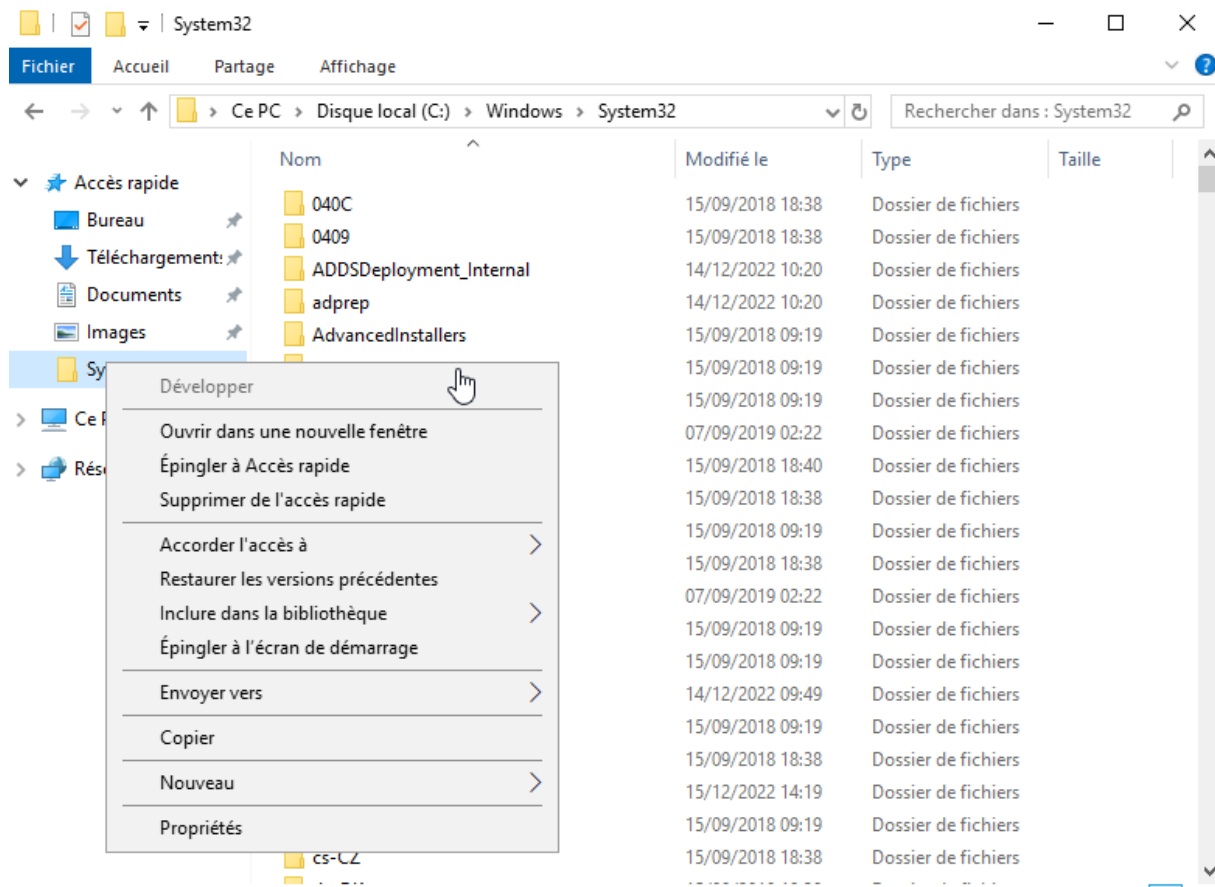 System32
Fichier Accueil Partage Affichage
Ce PC > Disque local (C:) > Windows > System32
Rechercher dans : System32
Nom Modifié le Type Taille
Accès rapide
Bureau
Téléchargements
Documents
Images
Sy
Ce P
Rése
040C 15/09/2018 18:38 Dossier de fichiers
0409 15/09/2018 18:38 Dossier de fichiers
ADDSDeployment_Internal 14/12/2022 10:20 Dossier de fichiers
adprep 14/12/2022 10:20 Dossier de fichiers
AdvancedInstallers 15/09/2018 09:19 Dossier de fichiers
15/09/2018 09:19 Dossier de fichiers
15/09/2018 09:19 Dossier de fichiers
07/09/2019 02:22 Dossier de fichiers
15/09/2018 18:40 Dossier de fichiers
15/09/2018 18:38 Dossier de fichiers
15/09/2018 09:19 Dossier de fichiers
15/09/2018 18:38 Dossier de fichiers
07/09/2019 02:22 Dossier de fichiers
15/09/2018 09:19 Dossier de fichiers
15/09/2018 09:19 Dossier de fichiers
14/12/2022 09:49 Dossier de fichiers
15/09/2018 09:19 Dossier de fichiers
15/09/2018 18:38 Dossier de fichiers
15/12/2022 14:19 Dossier de fichiers
15/09/2018 09:19 Dossier de fichiers
cs-CZ 15/09/2018 18:38 Dossier de fichiers
Développer
Ouvrir dans une nouvelle fenêtre
Épingler à Accès rapide
Supprimer de l'accès rapide
Accorder l'accès à
Restaurer les versions précédentes
Inclure dans la bibliothèque
Épingler à l'écran de démarrage
Envoyer vers
Copier
Nouveau
Propriétés